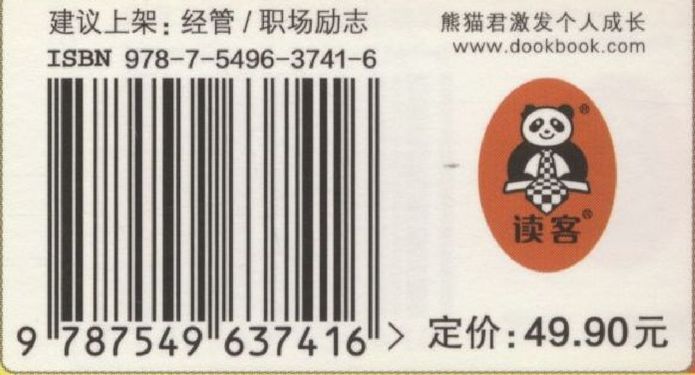 建议上架：经管 / 职场励志
ISBN 978-7-5496-3741-6
9 787549 637416 >
熊猫君激发个人成长
www.dookbook.com
®
读客®
定价：49.90元